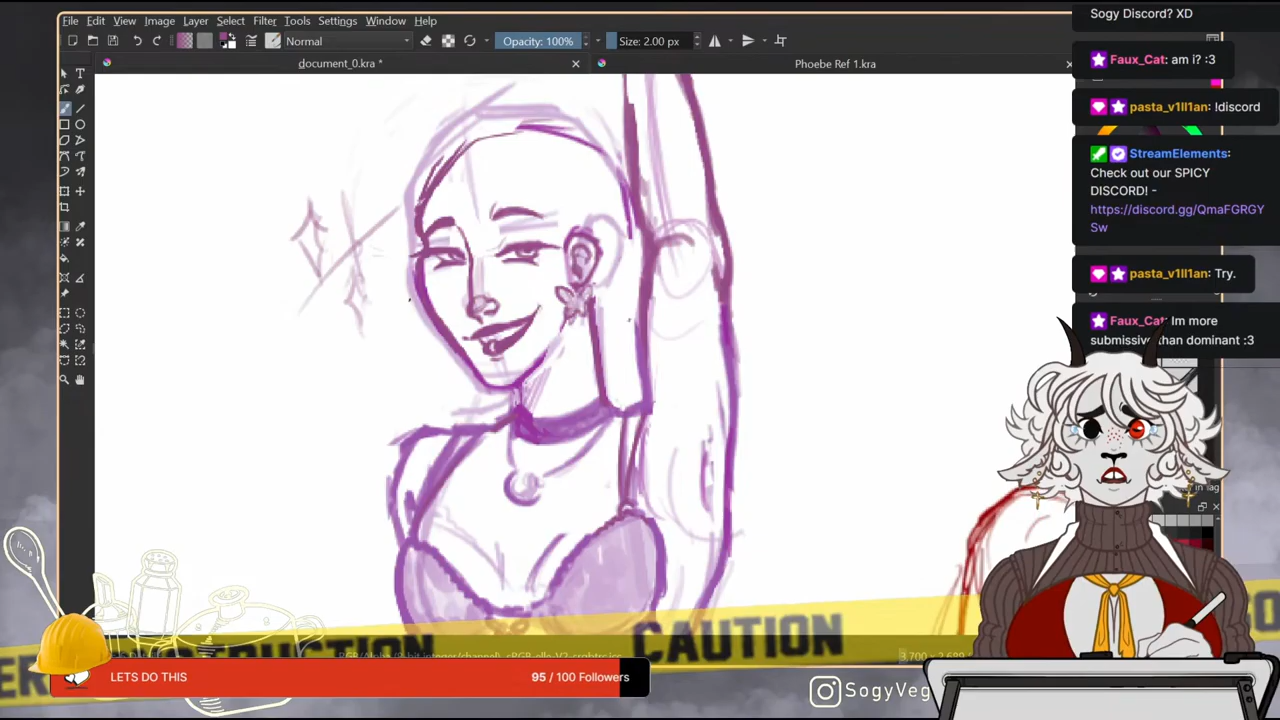 File Edit View Image Layer Select Filter Tools Settings Window Help
Normal
Opacity: 100%
Size: 2.00 px
document_0.kra *
Phoebe Ref 1.kra
Sogy Discord? XD
Faux_Cat: am i? :3
pasta_v1ll1an: !discord
StreamElements:
Check out our SPICY
DISCORD! -
https://discord.gg/QmaFGRGY
Sw
pasta_v1ll1an: Try.
Faux_Cat: Im more
submissive than dominant :3
CAUTION
LETS DO THIS
95 / 100 Followers
SogyVeg